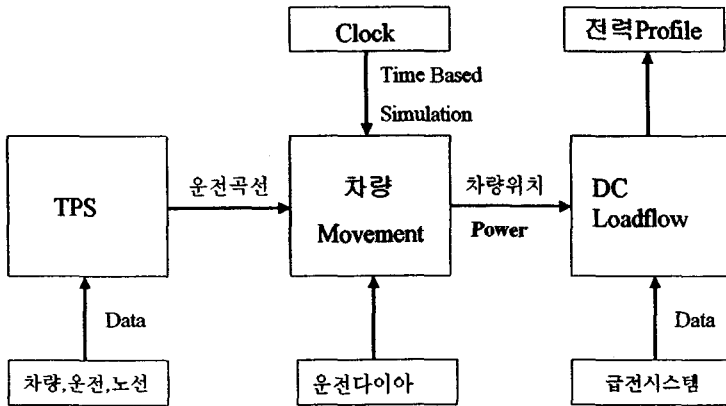 Clock
전력Profile
Time Based
Simulation
TPS
운전곡선
차량
Movement
차량위치
Power
DC
Loadflow
Data
Data
차량,운전,노선
운전다이아
급전시스템